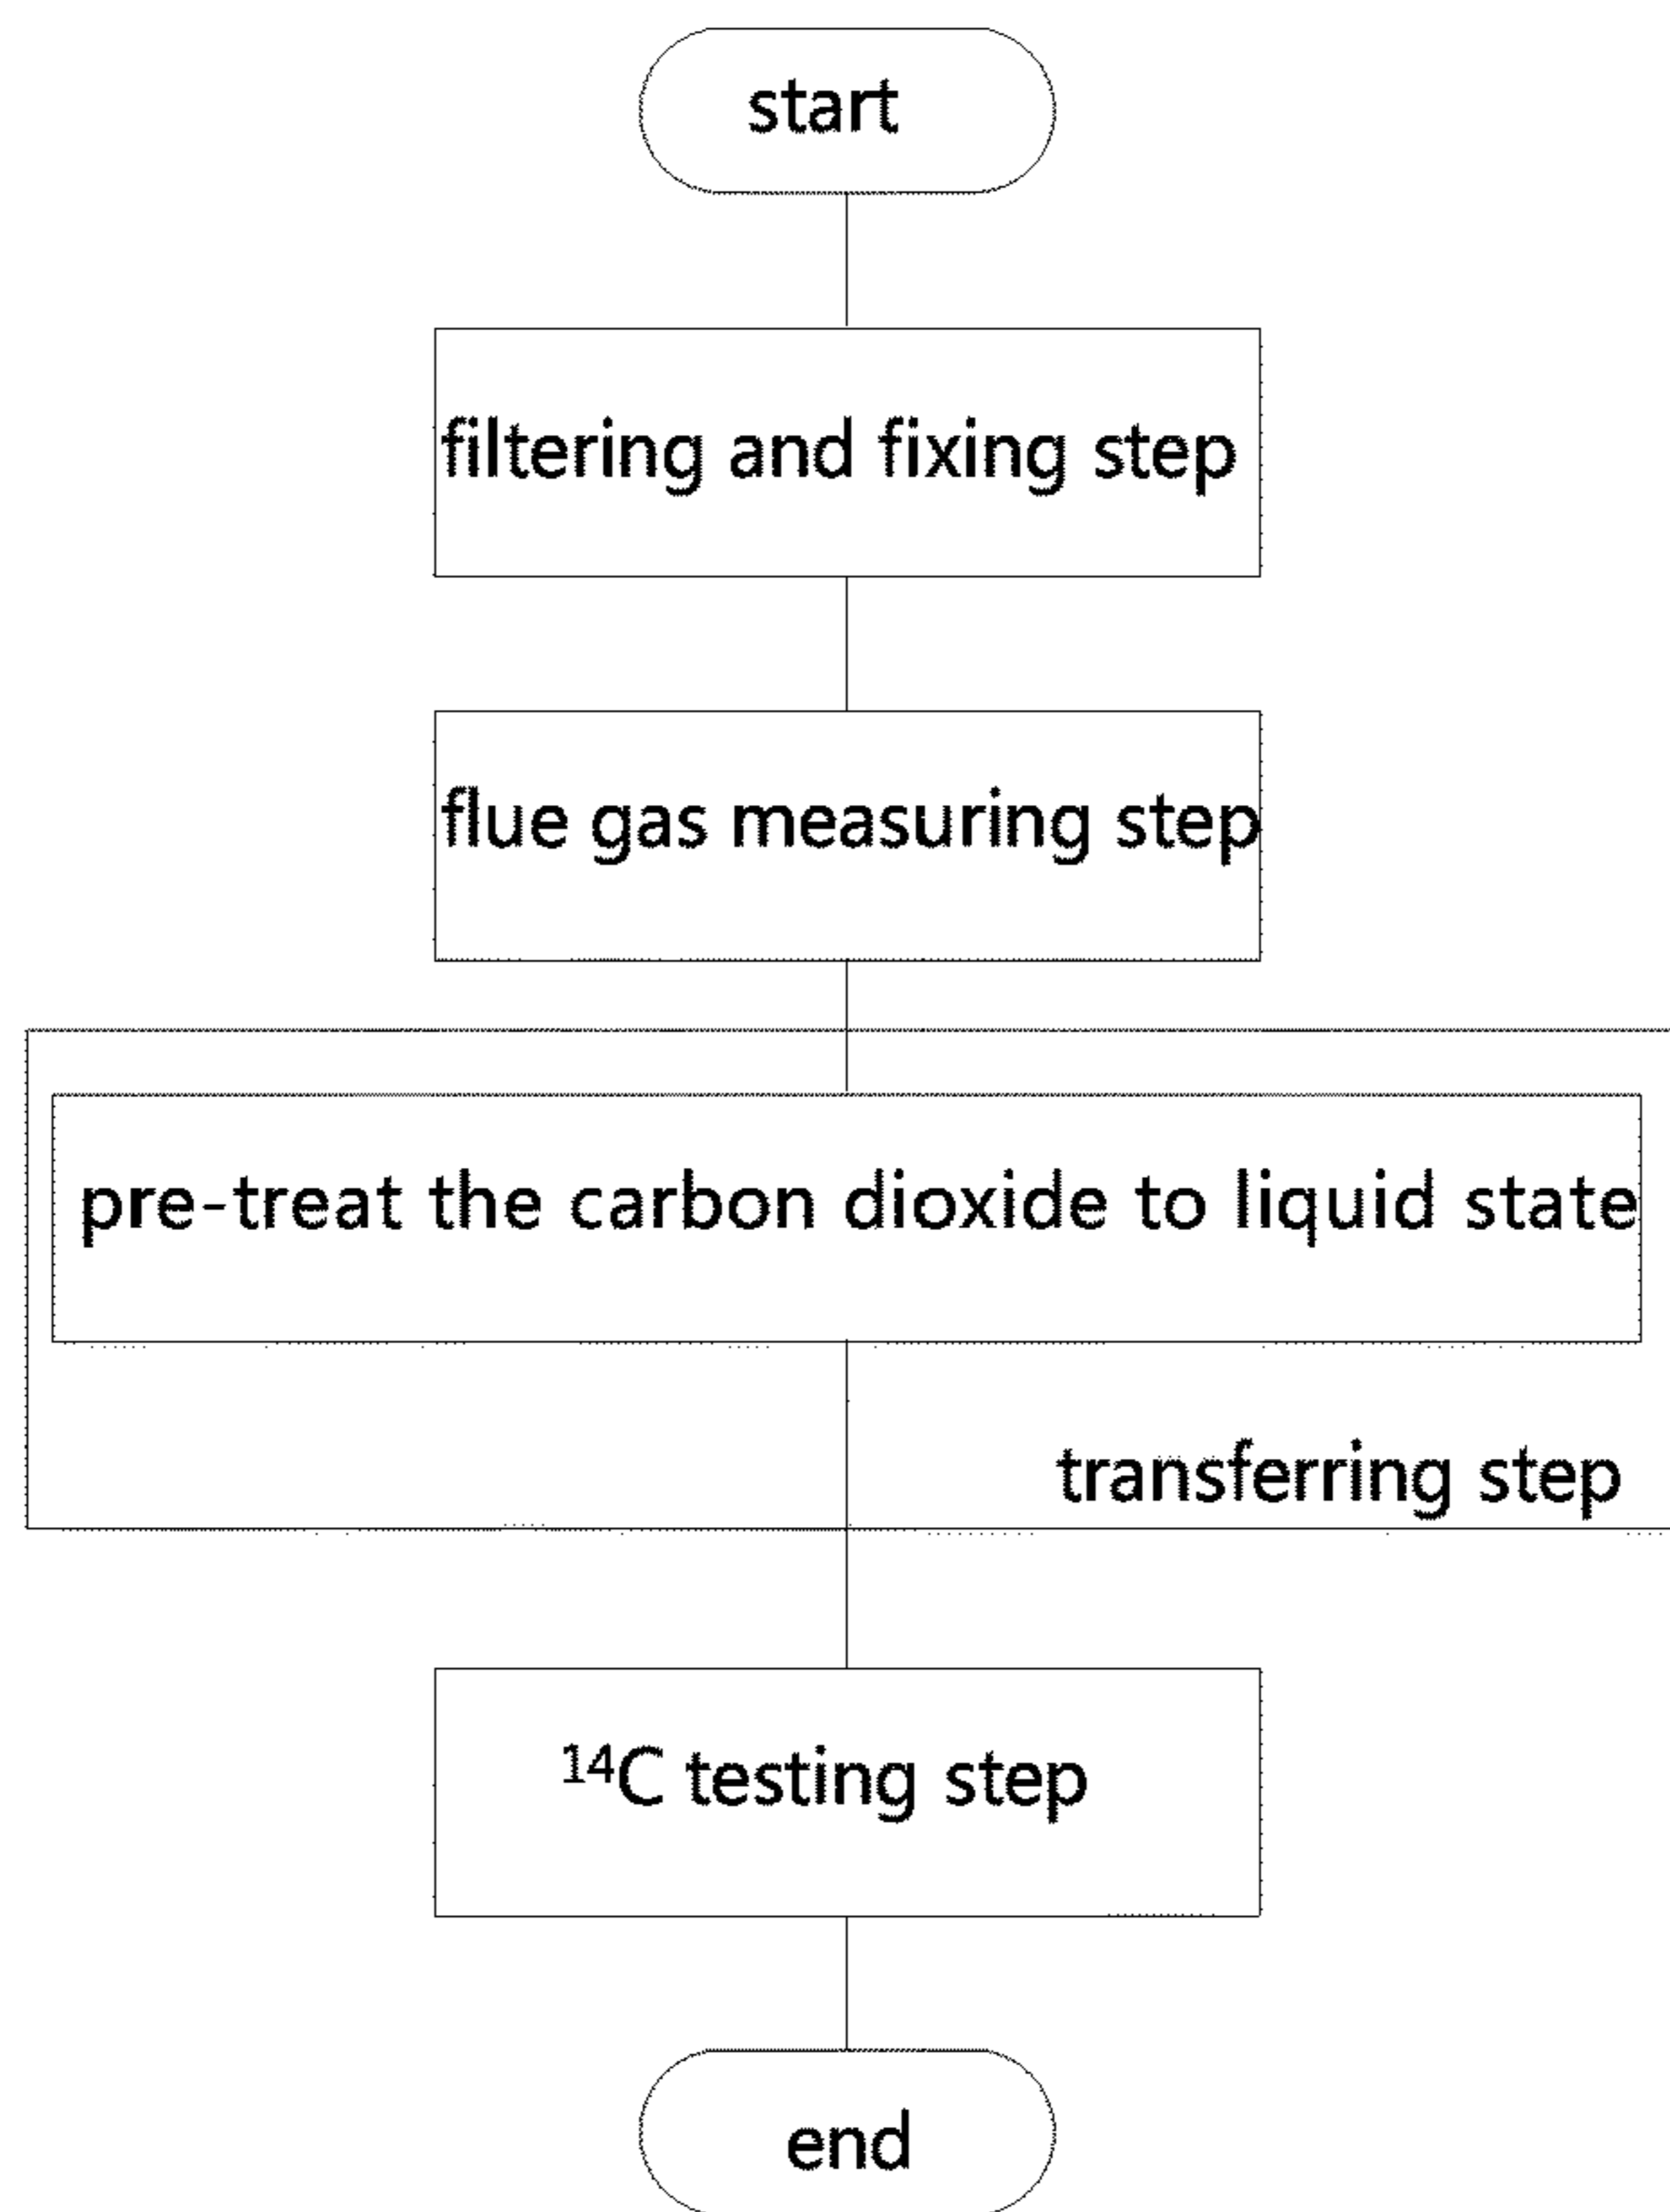 start
filtering and fixing step
flue gas measuring step
pre-treat the carbon dioxide to liquid state
transferring step
¹⁴C testing step
end